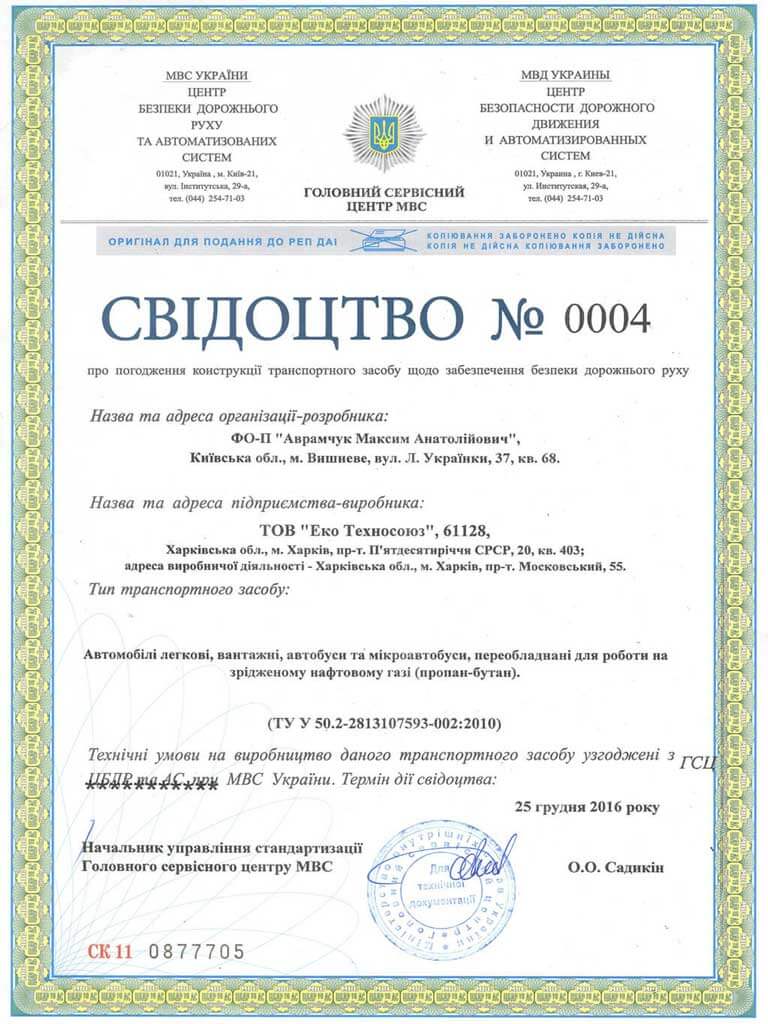 МВС УКРАЇНИ
ЦЕНТР
БЕЗПЕКИ ДОРОЖНЬОГО
РУХУ
ТА АВТОМАТИЗОВАНИХ
СИСТЕМ
01021, Україна , м. Київ-21,
вул. Інститутська, 29-а,
тел. (044) 254-71-03
МВД УКРАИНЫ
ЦЕНТР
БЕЗОПАСНОСТИ ДОРОЖНОГО
ДВИЖЕНИЯ
И АВТОМАТИЗИРОВАННЫХ
СИСТЕМ
01021, Украина , г. Киев-21,
ул. Институтская, 29-а,
тел. (044) 254-71-03
ГОЛОВНИЙ СЕРВІСНИЙ
ЦЕНТР МВС
ОРИГІНАЛ ДЛЯ ПОДАННЯ ДО РЕП ДАІ
КОПІЮВАННЯ ЗАБОРОНЕНО КОПІЯ НЕ ДІЙСНА
КОПІЯ НЕ ДІЙСНА КОПІЮВАННЯ ЗАБОРОНЕНО
СВІДОЦТВО № 0004
про погодження конструкції транспортного засобу щодо забезпечення безпеки дорожнього руху
Назва та адреса організації-розробника:
ФО-П "Аврамчук Максим Анатолійович",
Київська обл., м. Вишневе, вул. Л. Українки, 37, кв. 68.
Назва та адреса підприємства-виробника:
ТОВ "Еко Техносоюз", 61128,
Харківська обл., м. Харків, пр-т. П'ятдесятиріччя СРСР, 20, кв. 403;
адреса виробничої діяльності - Харківська обл., м. Харків, пр-т. Московський, 55.
Тип транспортного засобу:
Автомобілі легкові, вантажні, автобуси та мікроавтобуси, переобладнані для роботи на
зрідженому нафтовому газі (пропан-бутан).
(ТУ У 50.2-2813107593-002:2010)
Технічні умови на виробництво даного транспортного засобу узгоджені з ГСЦ
ЦБДР та АС при МВС України. Термін дії свідоцтва:
25 грудня 2016 року
Начальник управління стандартизації
Головного сервісного центру МВС
О.О. Садикін
Для
технічної
документації
СК 11 0877705